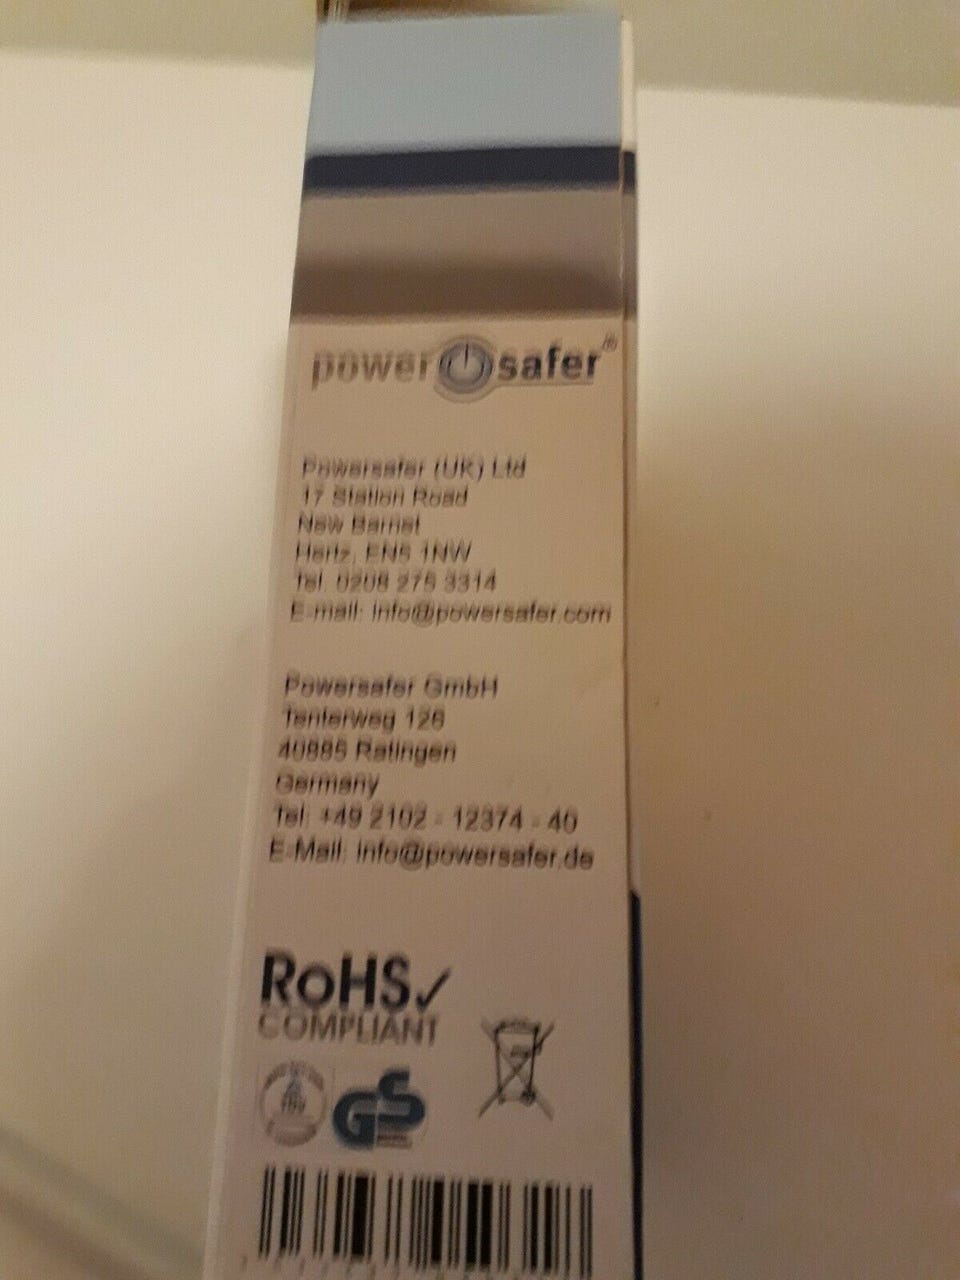 power safer®
Powersafer (UK) Ltd
17 Station Road
New Barnet
Hertz, EN5 1NW
Tel. 0208 275 3314
E-mail: info@powersafer.com
Powersafer GmbH
Tenterweg 126
40885 Ratingen
Germany
Tel: +49 2102 - 12374 - 40
E-Mail: info@powersafer.de
RoHS✓
COMPLIANT
GS